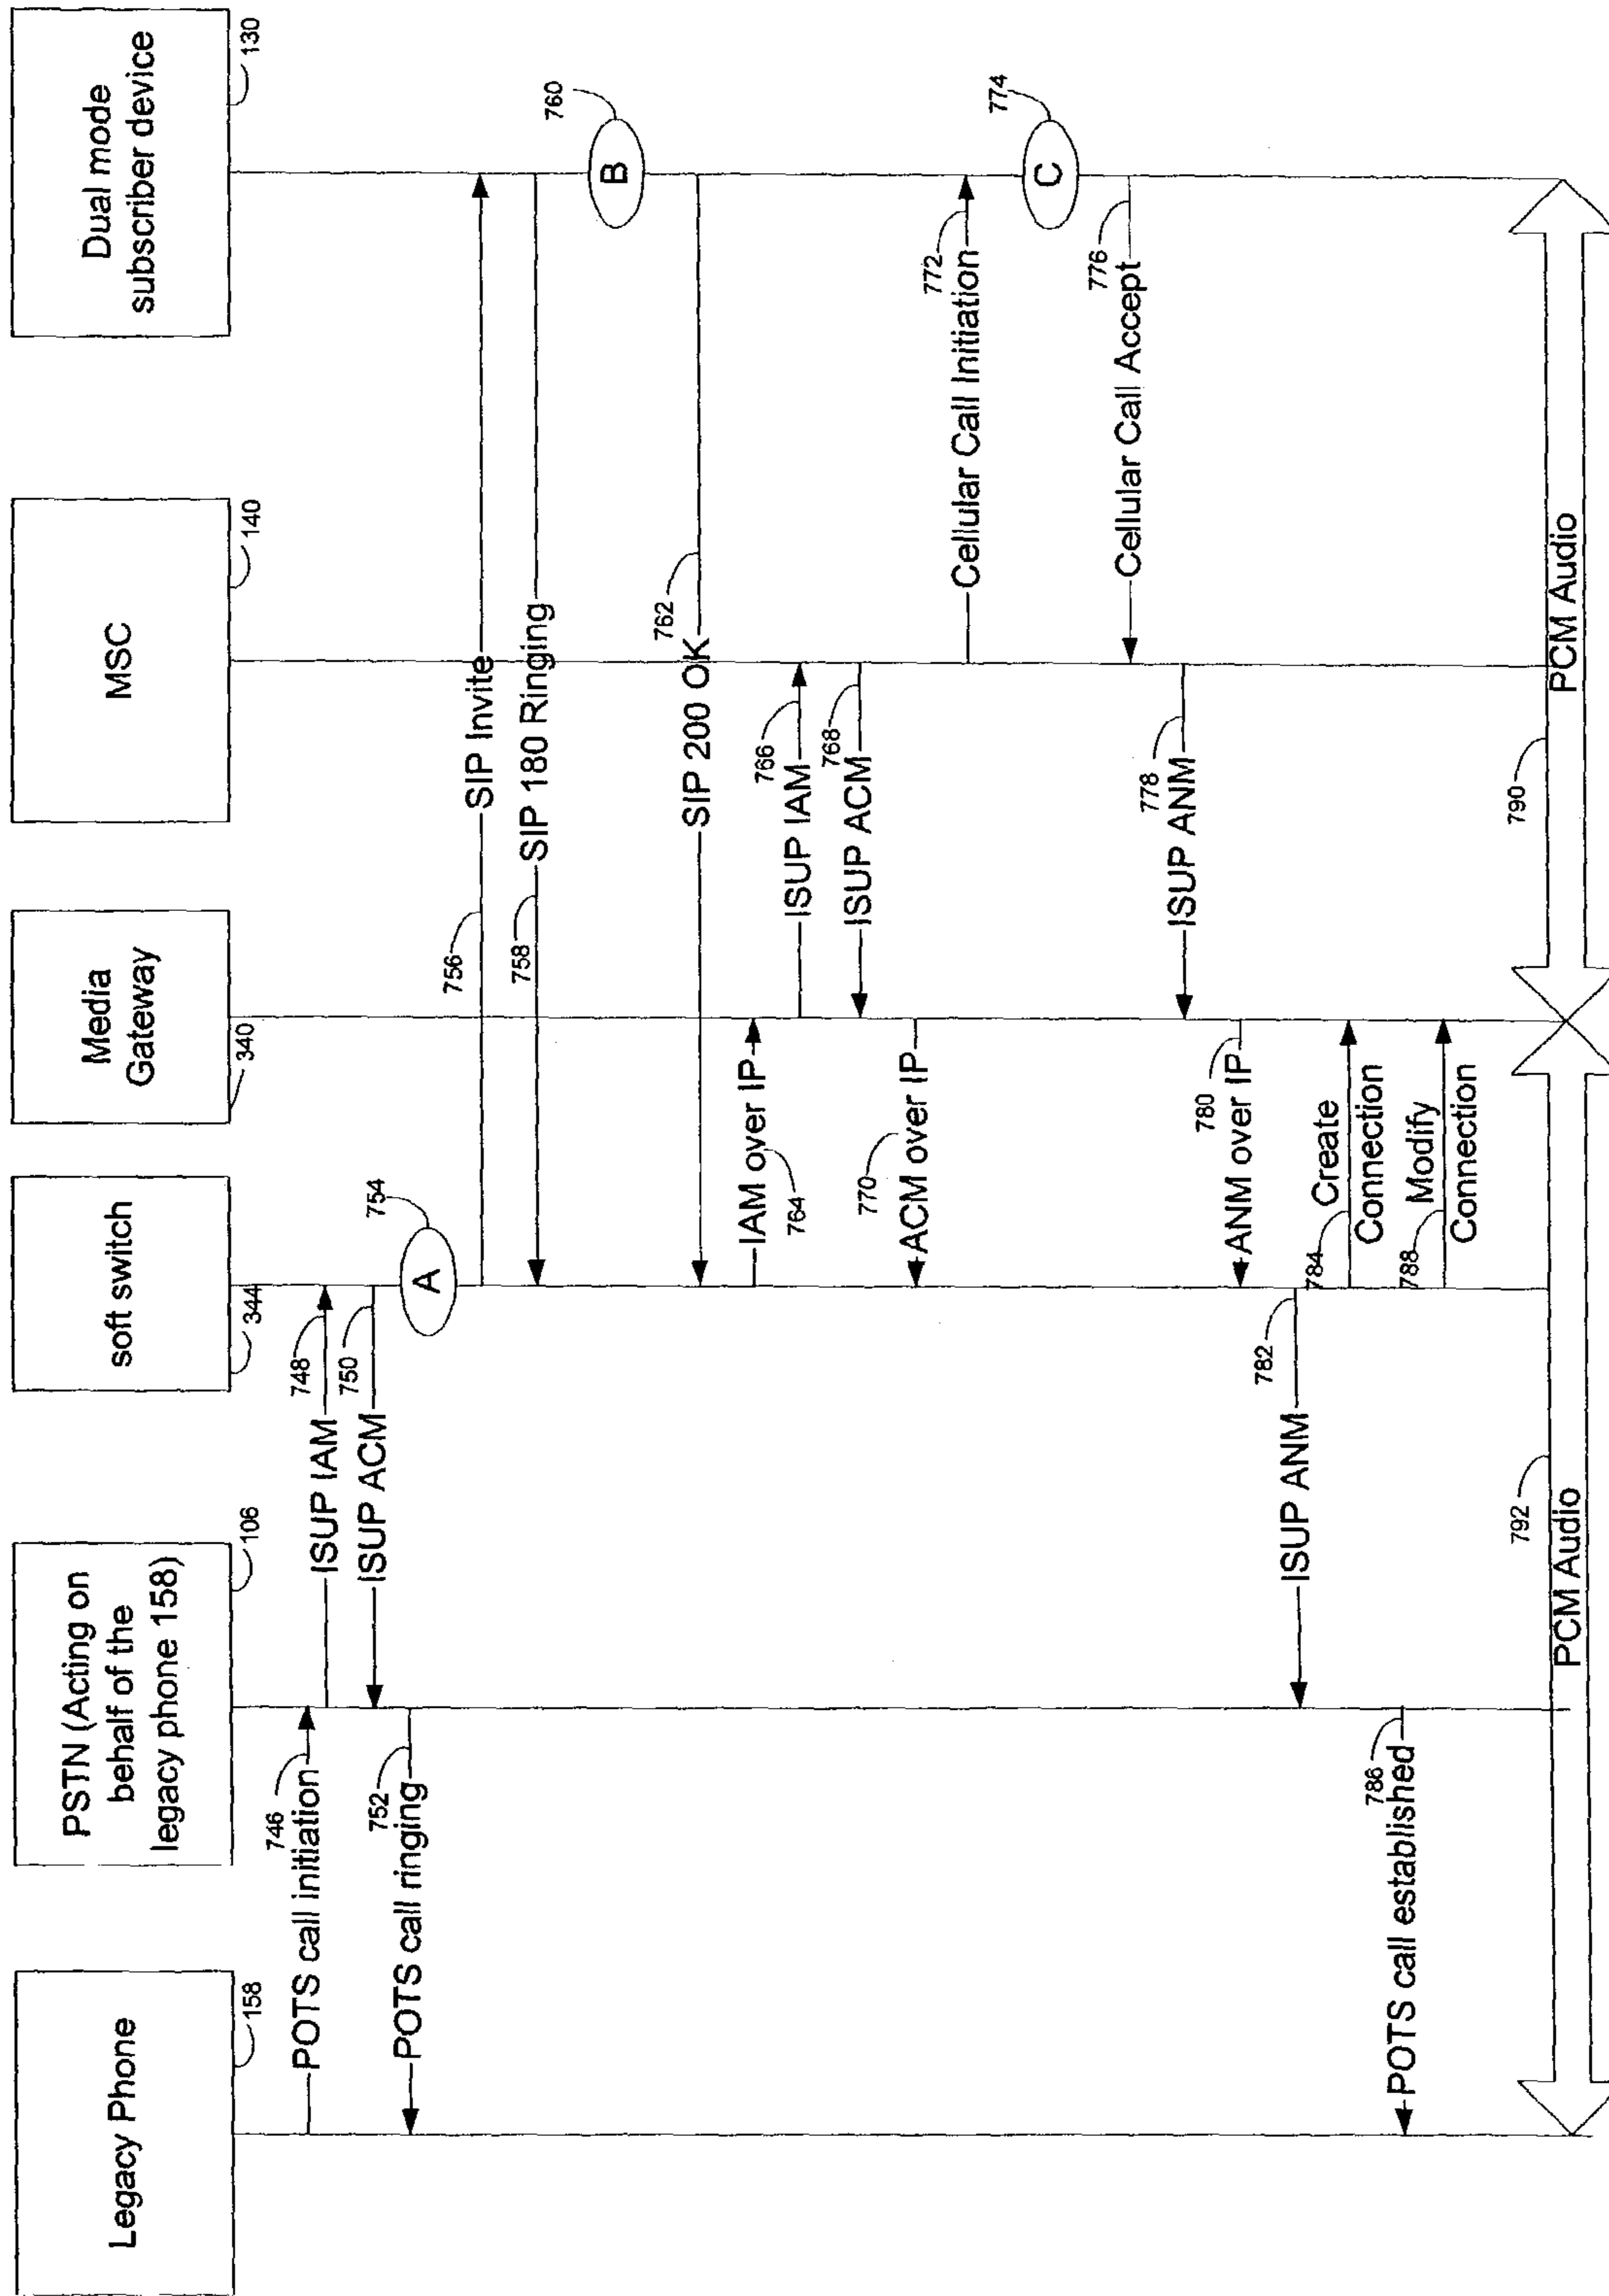 Legacy Phone
158
PSTN (Acting on
behalf of the
legacy phone 158)
106
soft switch
344
Media
Gateway
340
MSC
140
Dual mode
subscriber device
130
746
POTS call initiation
748
ISUP IAM
750
ISUP ACM
752
POTS call ringing
A
754
756
SIP Invite
758
SIP 180 Ringing
B
760
762
SIP 200 OK
IAM over IP
764
766
ISUP IAM
768
ISUP ACM
770
ACM over IP
772
Cellular Call Initiation
C
774
776
Cellular Call Accept
778
ISUP ANM
780
ANM over IP
782
ISUP ANM
784
Create
Connection
786
POTS call established
788
Modify
Connection
790
PCM Audio
792
PCM Audio